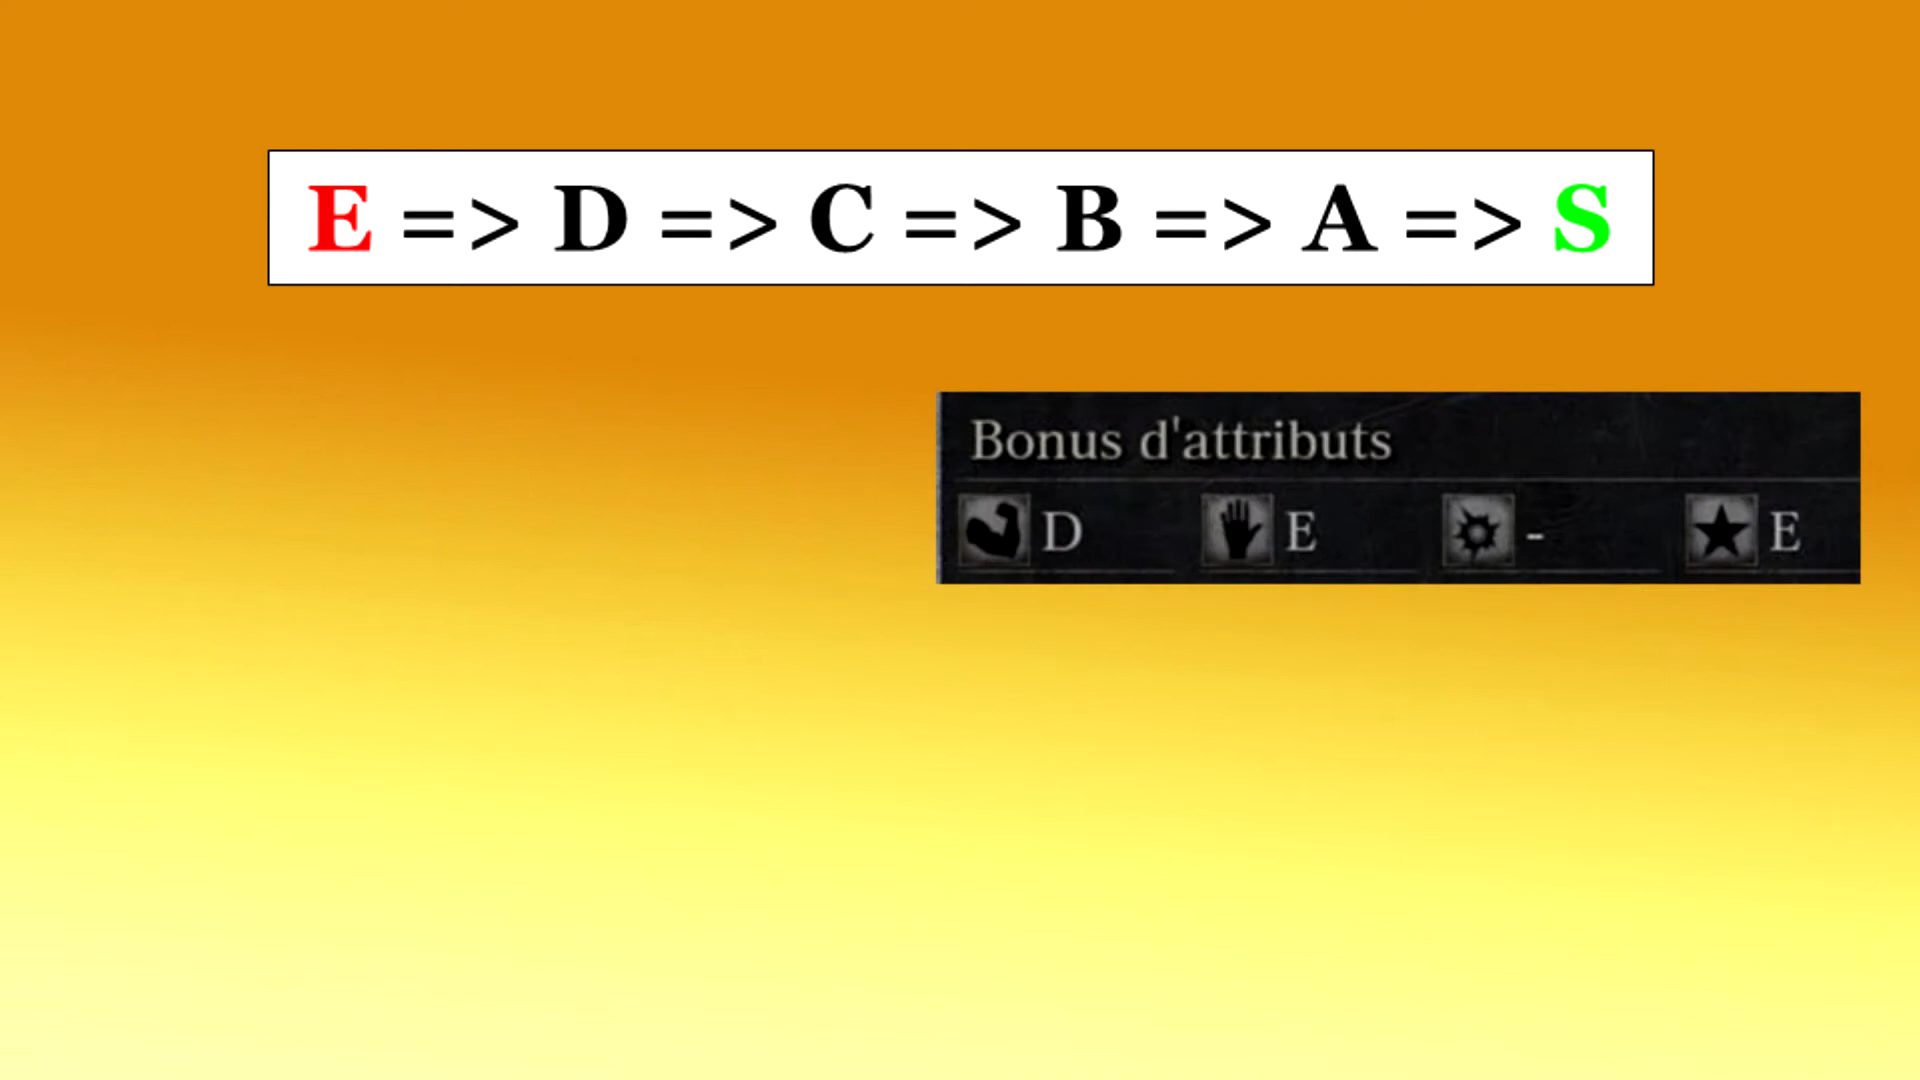 E => D => C => B => A => S
Bonus d'attributs
D E - E